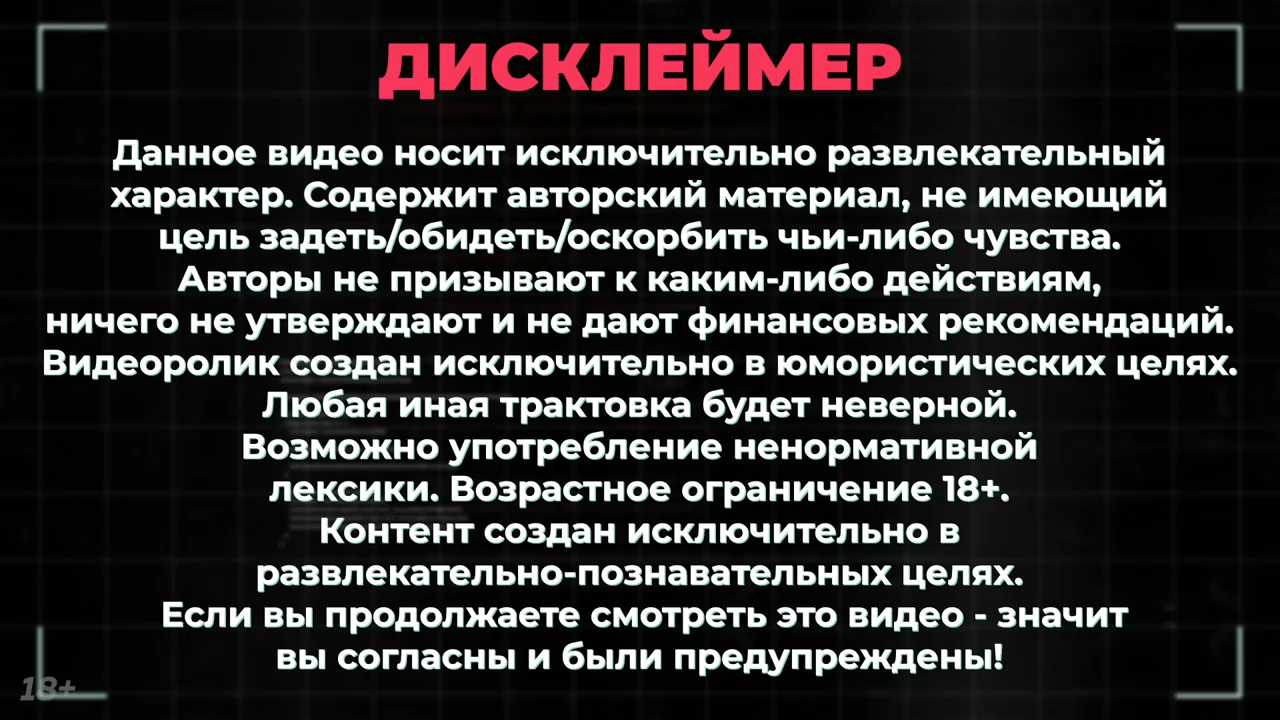 ДИСКЛЕЙМЕР
Данное видео носит исключительно развлекательный
характер. Содержит авторский материал, не имеющий
цель задеть/обидеть/оскорбить чьи-либо чувства.
Авторы не призывают к каким-либо действиям,
ничего не утверждают и не дают финансовых рекомендаций.
Видеоролик создан исключительно в юмористических целях.
Любая иная трактовка будет неверной.
Возможно употребление ненормативной
лексики. Возрастное ограничение 18+.
Контент создан исключительно в
развлекательно-познавательных целях.
Если вы продолжаете смотреть это видео - значит
вы согласны и были предупреждены!
18+